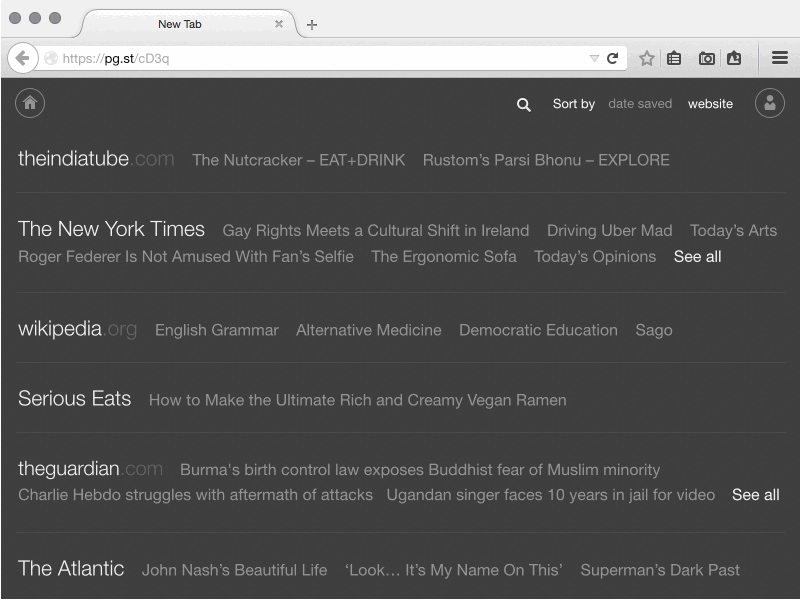 New Tab
https://pg.st/cD3q
Sort by date saved website
theindiatube.com The Nutcracker – EAT+DRINK Rustom’s Parsi Bhonu – EXPLORE
The New York Times Gay Rights Meets a Cultural Shift in Ireland Driving Uber Mad Today’s Arts
Roger Federer Is Not Amused With Fan’s Selfie The Ergonomic Sofa Today’s Opinions See all
wikipedia.org English Grammar Alternative Medicine Democratic Education Sago
Serious Eats How to Make the Ultimate Rich and Creamy Vegan Ramen
theguardian.com Burma's birth control law exposes Buddhist fear of Muslim minority
Charlie Hebdo struggles with aftermath of attacks Ugandan singer faces 10 years in jail for video See all
The Atlantic John Nash’s Beautiful Life ‘Look… It’s My Name On This’ Superman’s Dark Past